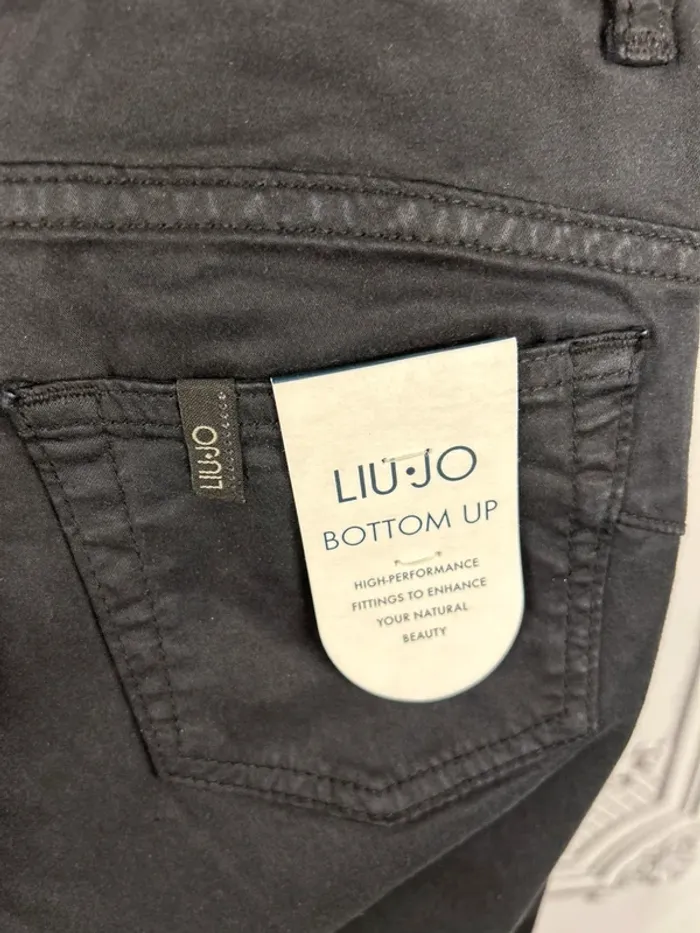 LIU·JO
LIU·JO
BOTTOM UP
HIGH-PERFORMANCE
FITTINGS TO ENHANCE
YOUR NATURAL
BEAUTY